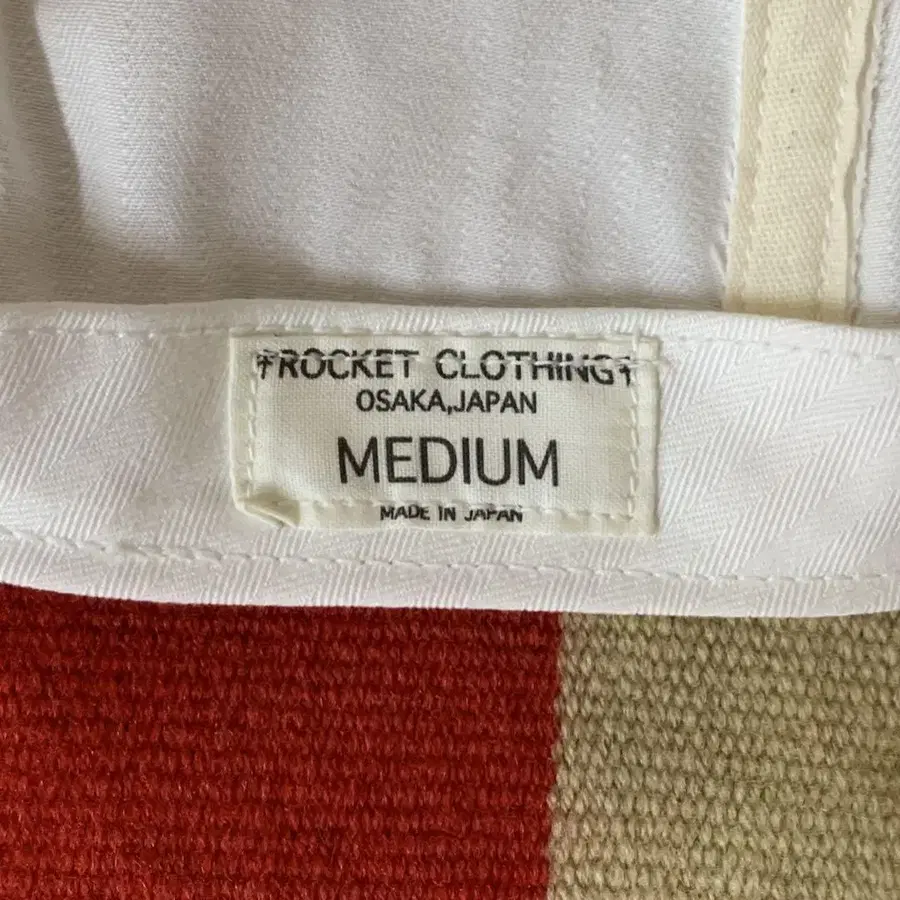 †ROCKET CLOTHING†
OSAKA,JAPAN
MEDIUM
MADE IN JAPAN